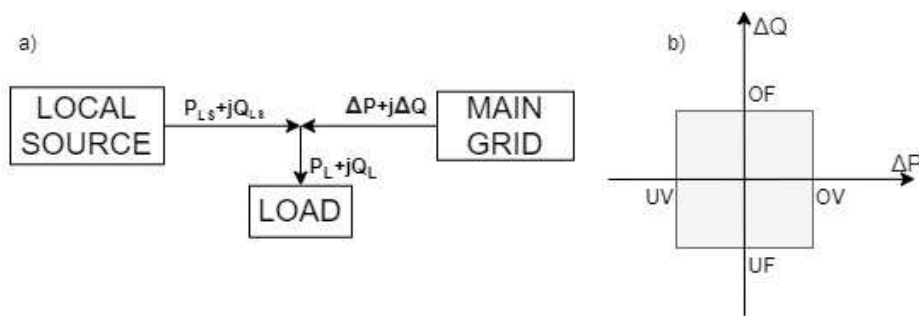 a)
LOCAL
SOURCE
P_LS+jQ_LS
ΔP+jΔQ
MAIN
GRID
P_L+jQ_L
LOAD
b)
ΔQ
OF
ΔP
UV
OV
UF